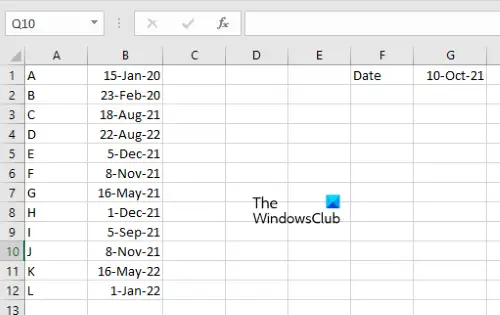 Q10 fx
A B C D E F G
1 A 15-Jan-20 Date 10-Oct-21
2 B 23-Feb-20
3 C 18-Aug-21
4 D 22-Aug-22
5 E 5-Dec-21
6 F 8-Nov-21
7 G 16-May-21
The
8 H 1-Dec-21
WindowsClub
9 I 5-Sep-21
10 J 8-Nov-21
11 K 16-May-22
12 L 1-Jan-22
13